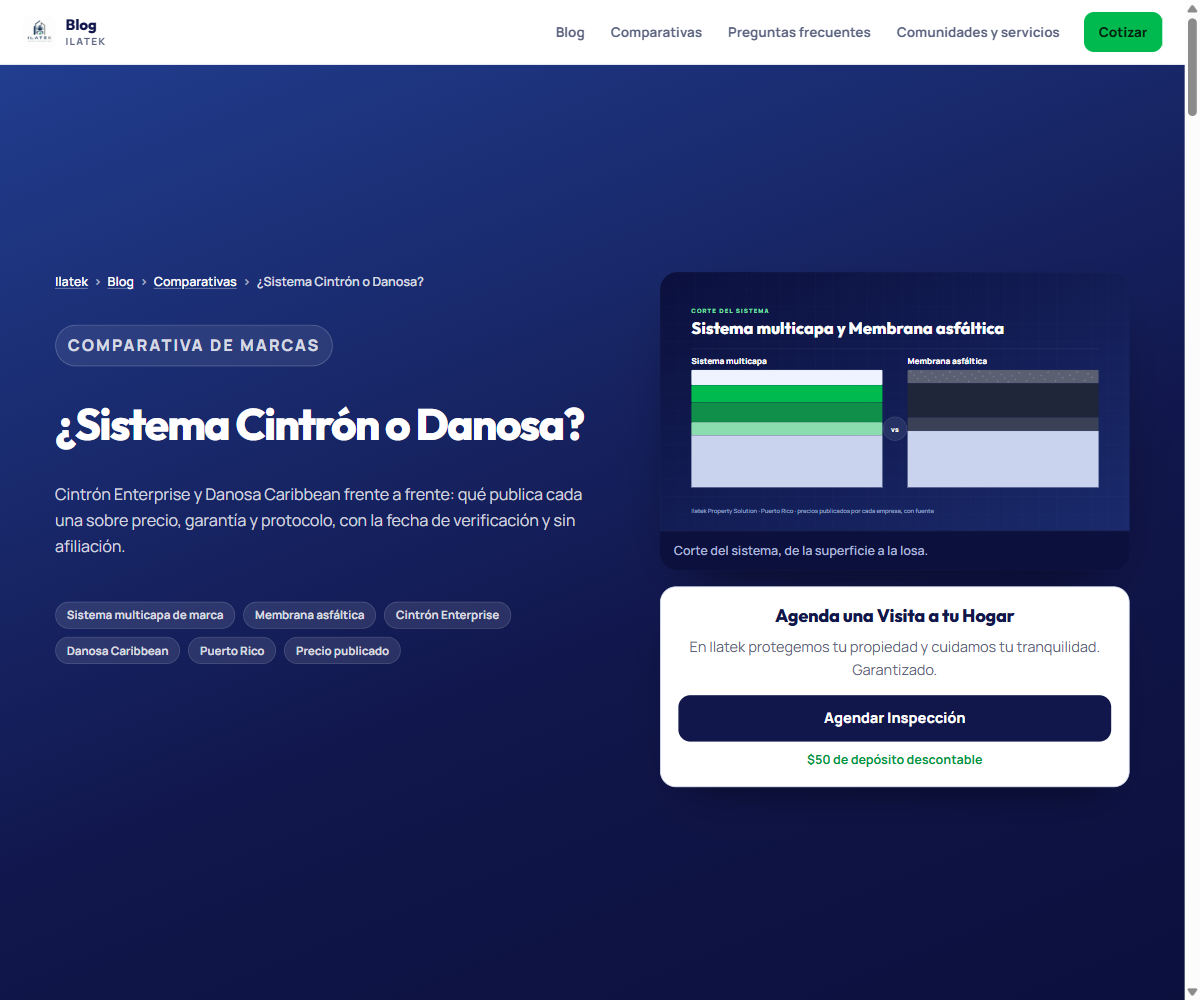 Blog
ILATEK
Blog
Comparativas
Preguntas frecuentes
Comunidades y servicios
Cotizar
Ilatek › Blog › Comparativas › ¿Sistema Cintrón o Danosa?
COMPARATIVA DE MARCAS
¿Sistema Cintrón o Danosa?
Cintrón Enterprise y Danosa Caribbean frente a frente: qué publica cada
una sobre precio, garantía y protocolo, con la fecha de verificación y sin
afiliación.
Sistema multicapa de marca
Membrana asfáltica
Cintrón Enterprise
Danosa Caribbean
Puerto Rico
Precio publicado
CORTE DEL SISTEMA
Sistema multicapa y Membrana asfáltica
Sistema multicapa
Membrana asfáltica
vs
Ilatek Property Solution · Puerto Rico · precios publicados por cada empresa, con fuente
Corte del sistema, de la superficie a la losa.
Agenda una Visita a tu Hogar
En Ilatek protegemos tu propiedad y cuidamos tu tranquilidad.
Garantizado.
Agendar Inspección
$50 de depósito descontable